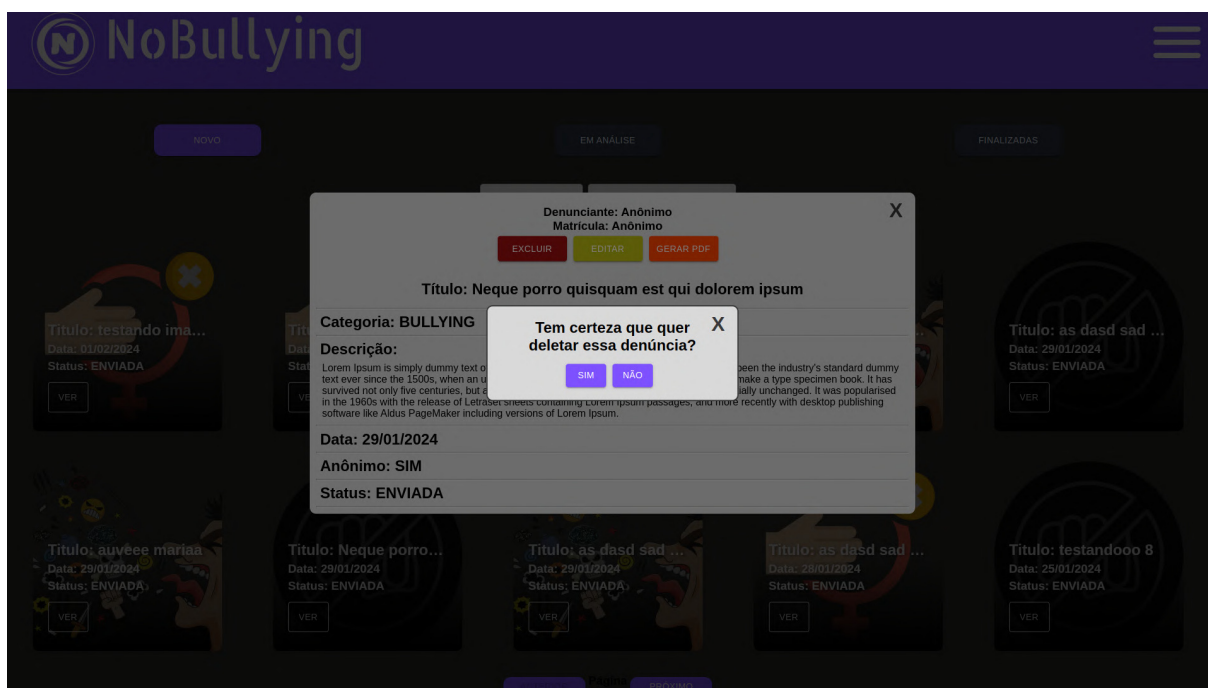 NoBullying
NOVO
EM ANÁLISE
FINALIZADAS
Denunciante: Anônimo
Matrícula: Anônimo
X
EXCLUIR
EDITAR
GERAR PDF
Título: Neque porro quisquam est qui dolorem ipsum
Categoria: BULLYING
Descrição:
Lorem Ipsum is simply dummy text o
been the industry's standard dummy
text ever since the 1500s, when an u
make a type specimen book. It has
survived not only five centuries, but a
ially unchanged. It was popularised
in the 1960s with the release of Letraset sheets containing Lorem Ipsum passages, and more recently with desktop publishing
software like Aldus PageMaker including versions of Lorem Ipsum.
Data: 29/01/2024
Anônimo: SIM
Status: ENVIADA
Tem certeza que quer
deletar essa denúncia?
X
SIM
NÃO
Titulo: testando ima...
Data: 01/02/2024
Status: ENVIADA
VER
Titu
Data
Stat
VE
Titulo: as dasd sad ...
Data: 29/01/2024
Status: ENVIADA
VER
Titulo: auveee mariaa
Data: 29/01/2024
Status: ENVIADA
VER
Titulo: Neque porro...
Data: 29/01/2024
Status: ENVIADA
VER
Titulo: as dasd sad ...
Data: 29/01/2024
Status: ENVIADA
VER
Titulo: as dasd sad ...
Data: 28/01/2024
Status: ENVIADA
VER
Titulo: testandooo 8
Data: 25/01/2024
Status: ENVIADA
VER
Pagina
PRÓXIMO